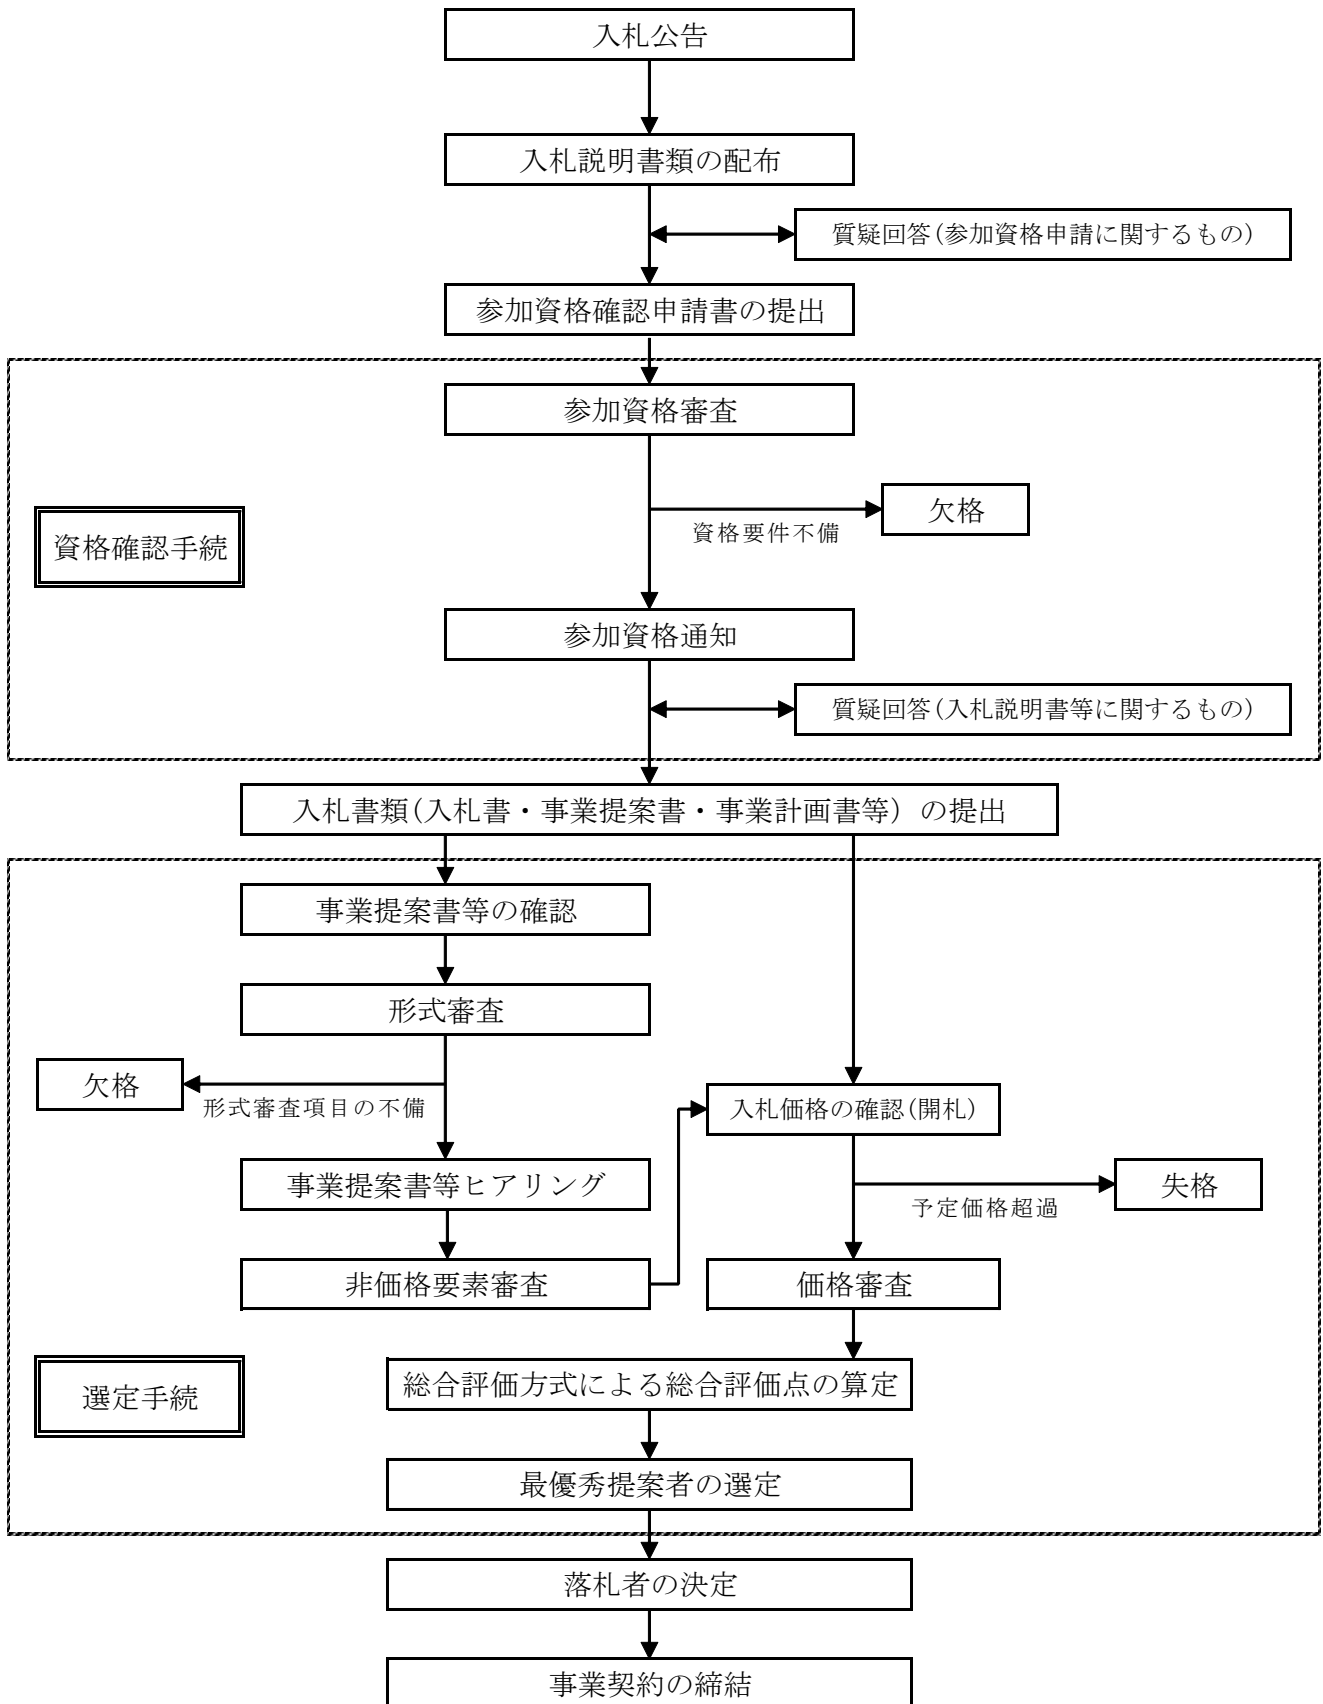 入札公告
入札説明書類の配布
質疑回答(参加資格申請に関するもの)
参加資格確認申請書の提出
参加資格審査
欠格
資格要件不備
資格確認手続
参加資格通知
質疑回答(入札説明書等に関するもの)
入札書類(入札書・事業提案書・事業計画書等)の提出
事業提案書等の確認
形式審査
欠格
形式審査項目の不備
入札価格の確認(開札)
事業提案書等ヒアリング
失格
予定価格超過
非価格要素審査
価格審査
総合評価方式による総合評価点の算定
選定手続
最優秀提案者の選定
落札者の決定
事業契約の締結